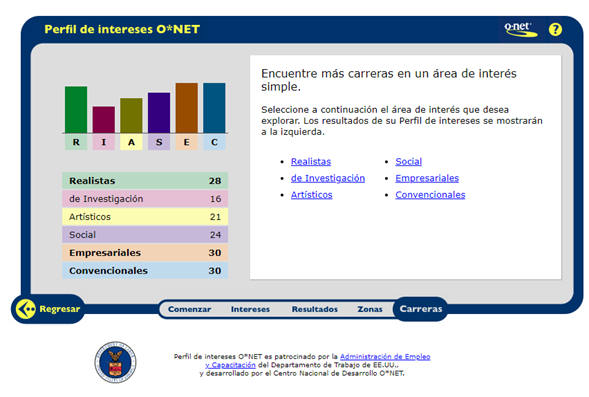 Perfil de intereses O*NET
o·net
?
R I A S E C
Realistas 28
de Investigación 16
Artísticos 21
Social 24
Empresariales 30
Convencionales 30
Encuentre más carreras en un área de interés
simple.
Seleccione a continuación el área de interés que desea
explorar. Los resultados de su Perfil de intereses se mostrarán
a la izquierda.
Realistas
de Investigación
Artísticos
Social
Empresariales
Convencionales
Regresar
Comenzar Intereses Resultados Zonas Carreras
Perfil de intereses O*NET es patrocinado por la Administración de Empleo
y Capacitación del Departamento de Trabajo de EE.UU.,
y desarrollado por el Centro Nacional de Desarrollo O*NET.